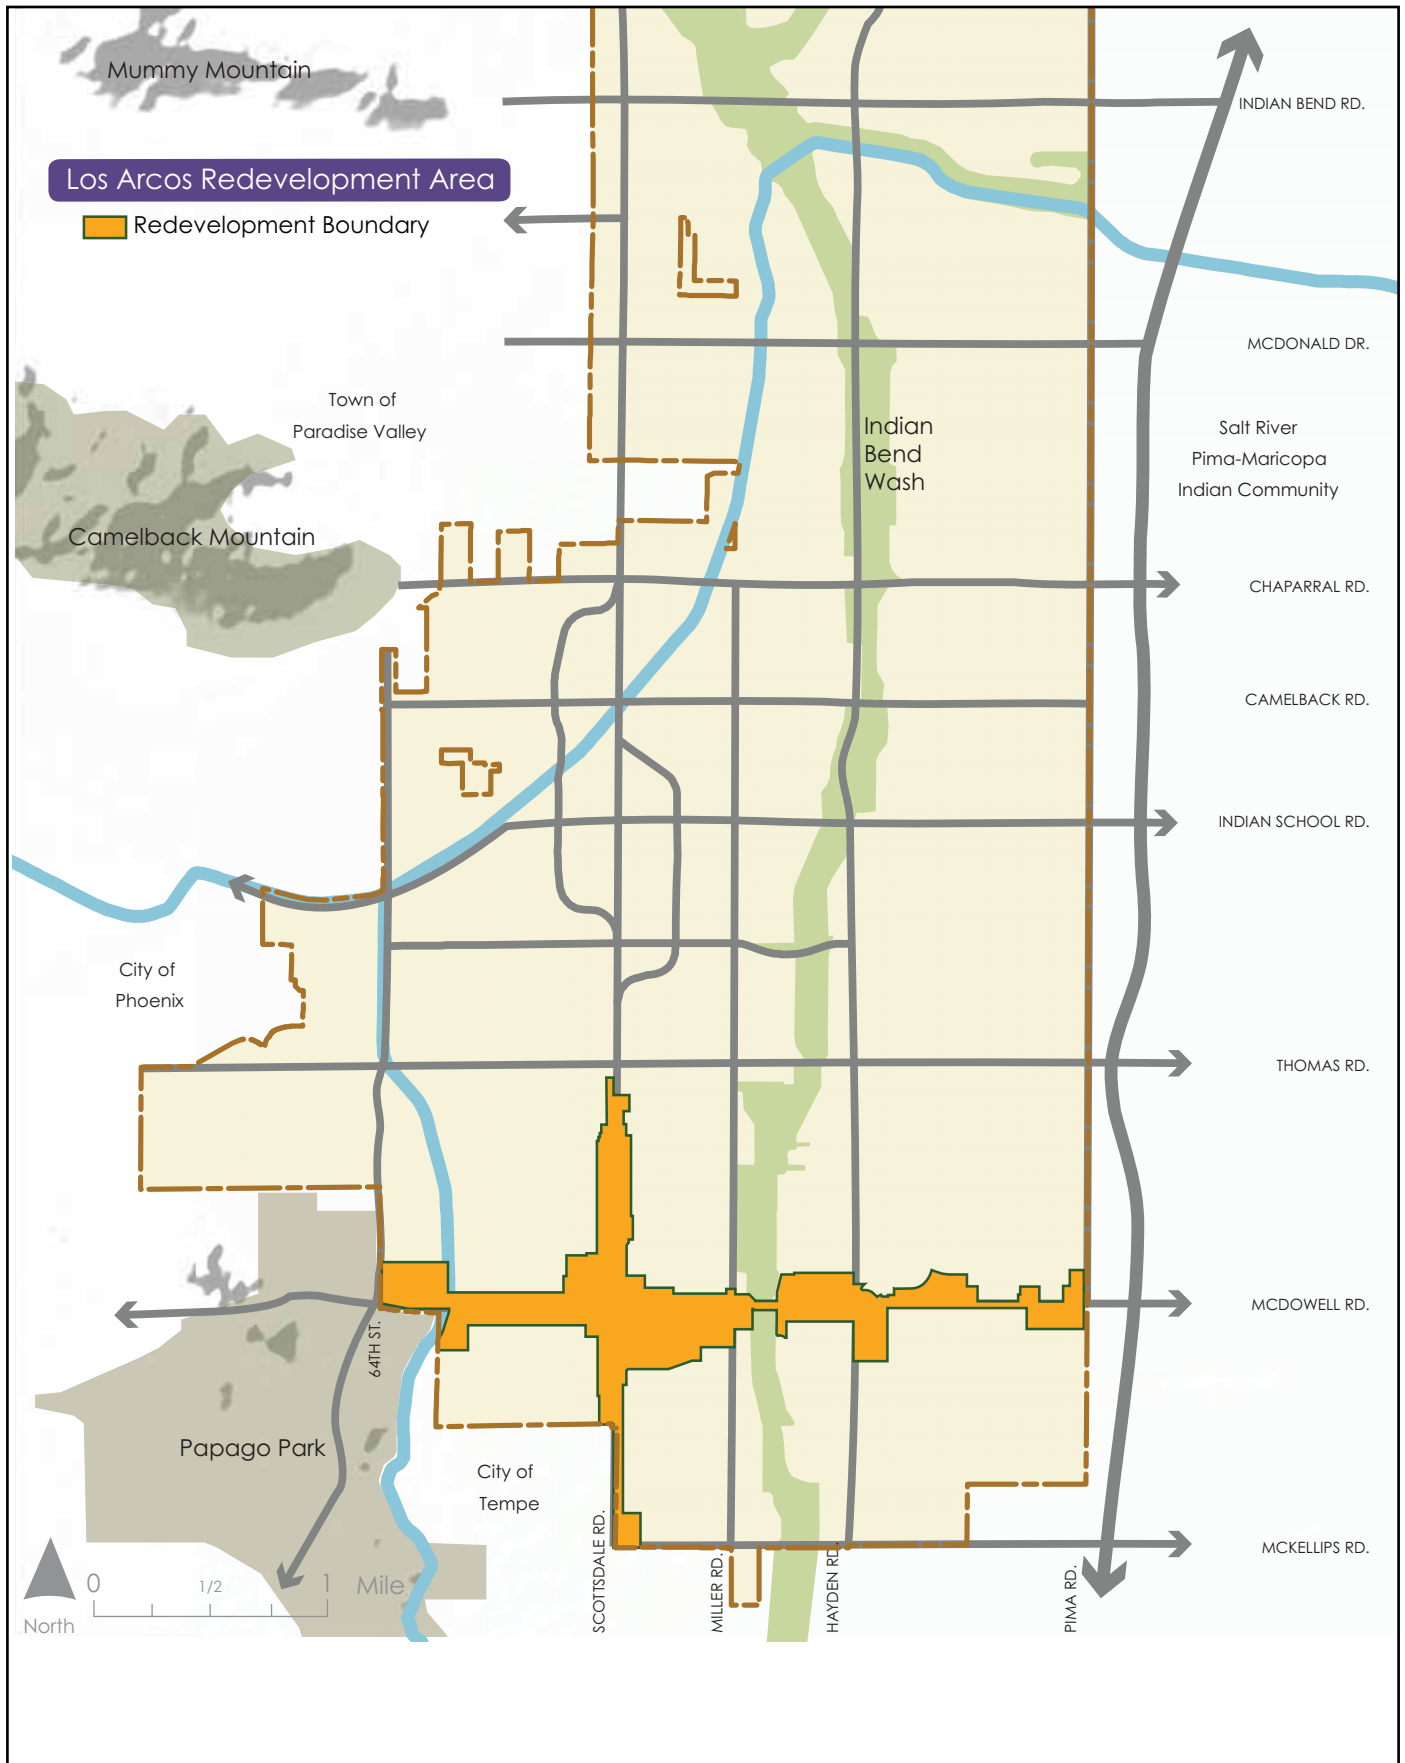 Mummy Mountain
INDIAN BEND RD.
Los Arcos Redevelopment Area
Redevelopment Boundary
MCDONALD DR.
Town of
Paradise Valley
Indian
Bend
Wash
Salt River
Pima-Maricopa
Indian Community
Camelback Mountain
CHAPARRAL RD.
CAMELBACK RD.
INDIAN SCHOOL RD.
City of
Phoenix
THOMAS RD.
MCDOWELL RD.
64TH ST.
Papago Park
City of
Tempe
SCOTTSDALE RD.
MILLER RD.
HAYDEN RD.
PIMA RD.
MCKELLIPS RD.
0 1/2 1 Mile
North